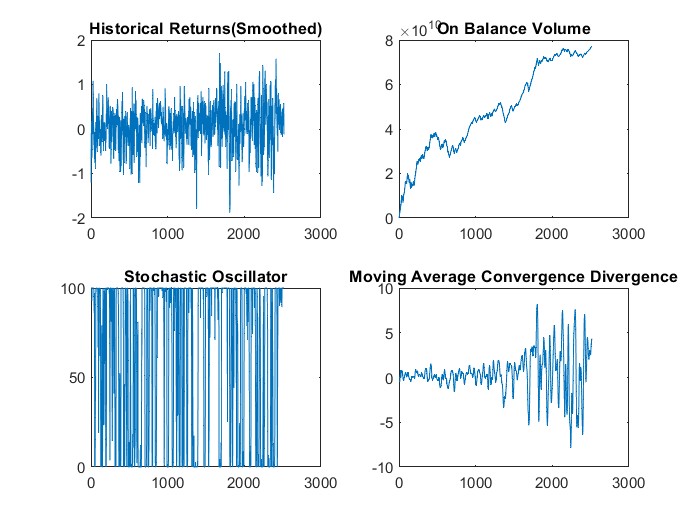 Historical Returns(Smoothed)
2
1
0
-1
-2
0 1000 2000 3000
×10^10 On Balance Volume
8
6
4
2
0
0 1000 2000 3000
Stochastic Oscillator
100
50
0
0 1000 2000 3000
Moving Average Convergence Divergence
10
5
0
-5
-10
0 1000 2000 3000